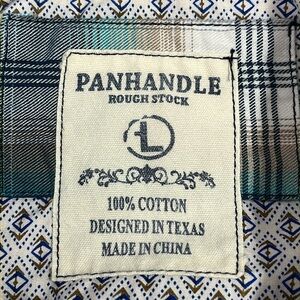 PANHANDLE
ROUGH STOCK
100% COTTON
DESIGNED IN TEXAS
MADE IN CHINA